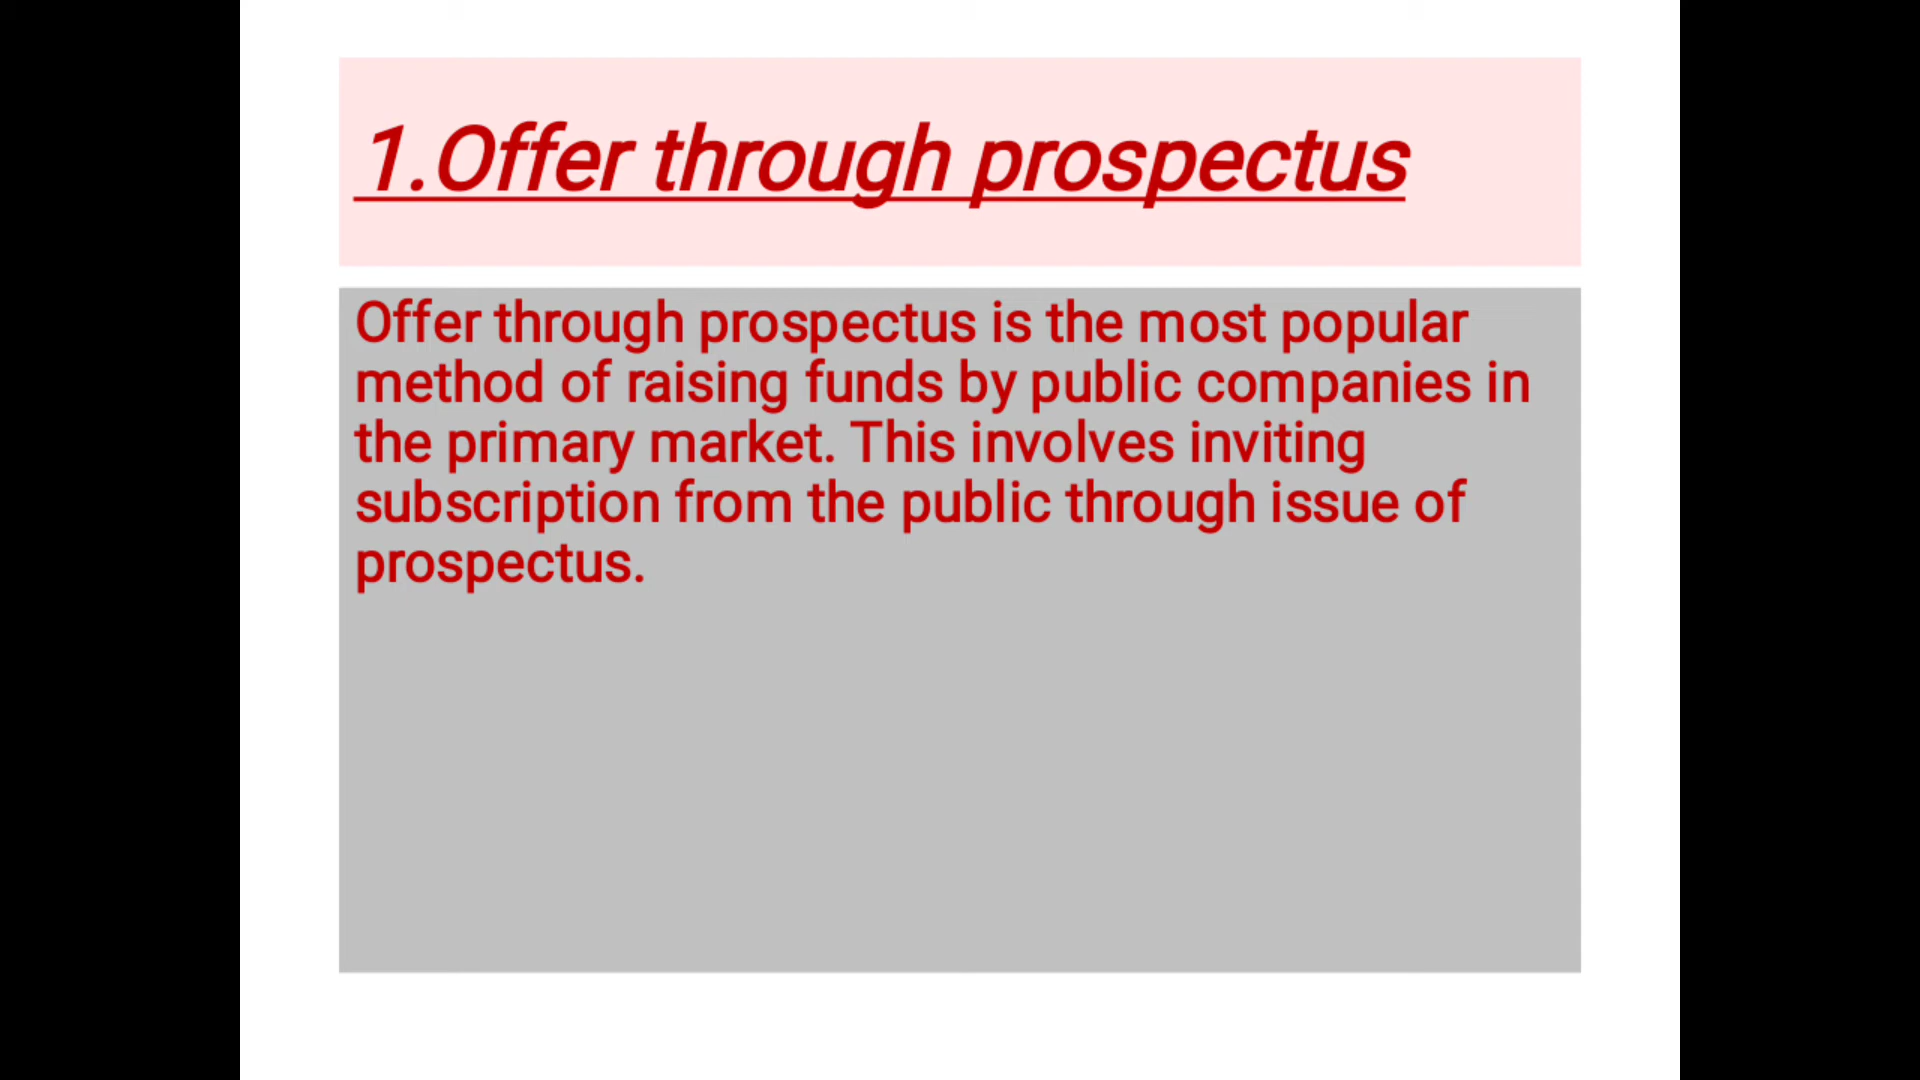 1.Offer through prospectus
Offer through prospectus is the most popular
method of raising funds by public companies in
the primary market. This involves inviting
subscription from the public through issue of
prospectus.